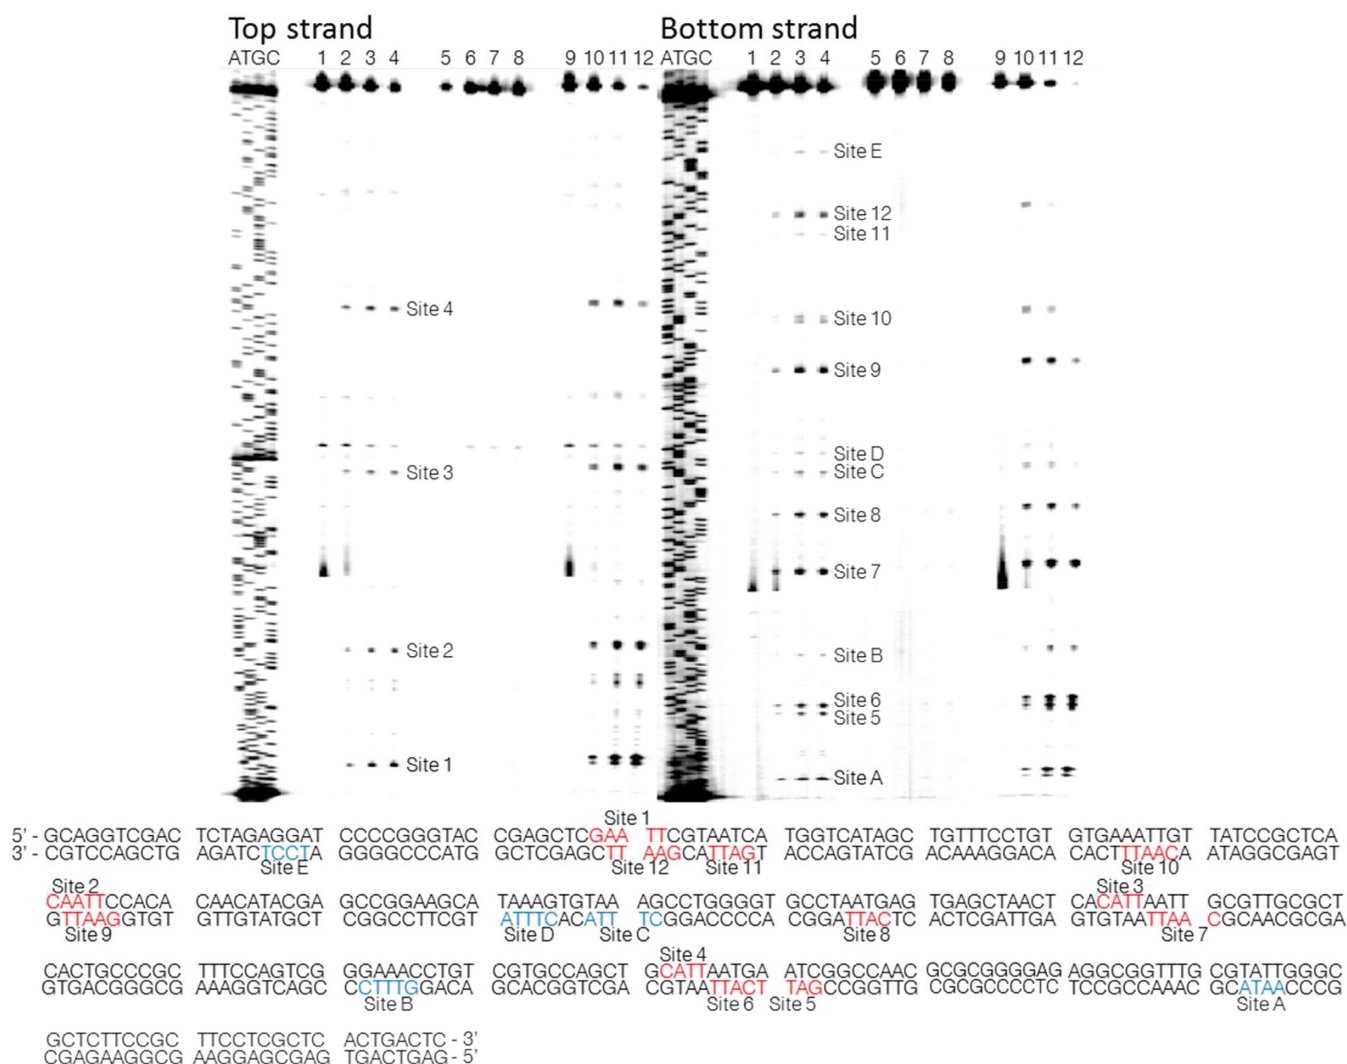 Top strand
Bottom strand
ATGC 1 2 3 4 5 6 7 8 9 10 11 12 ATGC 1 2 3 4 5 6 7 8 9 10 11 12
Site E
Site 12
Site 11
Site 4
Site 10
Site 9
Site D
Site 3
Site C
Site 8
Site 7
Site 2
Site B
Site 6
Site 5
Site 1
Site A
Site 1
5' - GCAGGTCGAC TCTAGAGGAT CCCCGGGTAC CGAGCTCGAA TTCGTAATCA TGGTCATAGC TGTTTCCTGT GTGAAATTGT TATCCGCTCA
3' - CGTCCAGCTG AGATCTCCTA GGGGCCCATG GCTCGAGCTT AAGCATTAGT ACCAGTATCG ACAAAGGACA CACTTTAACA ATAGGCGAGT
Site E Site 12 Site 11 Site 10
Site 2 Site 3
CAATTCCACA CAACATACGA GCCGGAAGCA TAAAGTGTAA AGCCTGGGGT GCCTAATGAG TGAGCTAACT CACATTAATT GCGTTGCGCT
GTTAAGGTGT GTTGTATGCT CGGCCTTCGT ATTTCACATT TCGGACCCCA CGGATTACTC ACTCGATTGA GTGTAATTAA CGCAACGCGA
Site 9 Site D Site C Site 8 Site 7
Site 4
CACTGCCCGC TTTCCAGTCG GGAAACCTGT CGTGCCAGCT GCATTAATGA ATCGGCCAAC GCGCGGGGAG AGGCGGTTTG CGTATTGGGC
GTGACGGGCG AAAGGTCAGC CCTTTGGACA GCACGGTCGA CGTAATTACT TAGCCGGTTG CGCGCCCCTC TCCGCCAAAC GCATAACCCG
Site B Site 6 Site 5 Site A
GCTCTTCCGC TTCCTCGCTC ACTGACTC - 3'
CGAGAAGGCG AAGGAGCGAG TGACTGAG - 5'